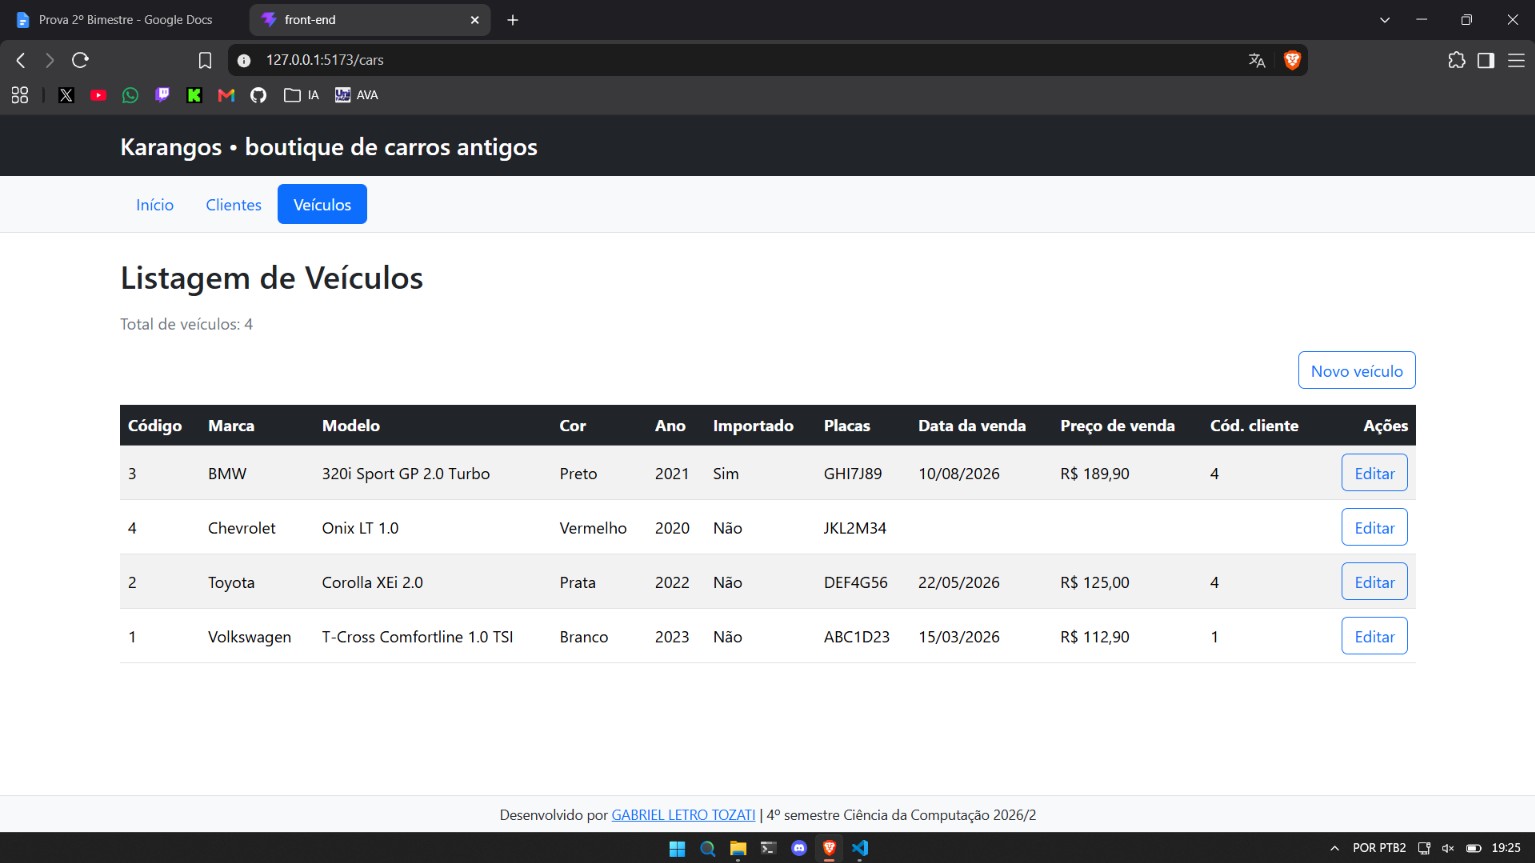 Prova 2º Bimestre - Google Docs
front-end
127.0.0.1:5173/cars
IA
AVA
Karangos • boutique de carros antigos
Início Clientes Veículos
Listagem de Veículos
Total de veículos: 4
Novo veículo
Código Marca Modelo Cor Ano Importado Placas Data da venda Preço de venda Cód. cliente Ações
3 BMW 320i Sport GP 2.0 Turbo Preto 2021 Sim GHI7J89 10/08/2026 R$ 189,90 4 Editar
4 Chevrolet Onix LT 1.0 Vermelho 2020 Não JKL2M34 Editar
2 Toyota Corolla XEi 2.0 Prata 2022 Não DEF4G56 22/05/2026 R$ 125,00 4 Editar
1 Volkswagen T-Cross Comfortline 1.0 TSI Branco 2023 Não ABC1D23 15/03/2026 R$ 112,90 1 Editar
Desenvolvido por GABRIEL LETRO TOZATI | 4º semestre Ciência da Computação 2026/2
POR PTB2 19:25